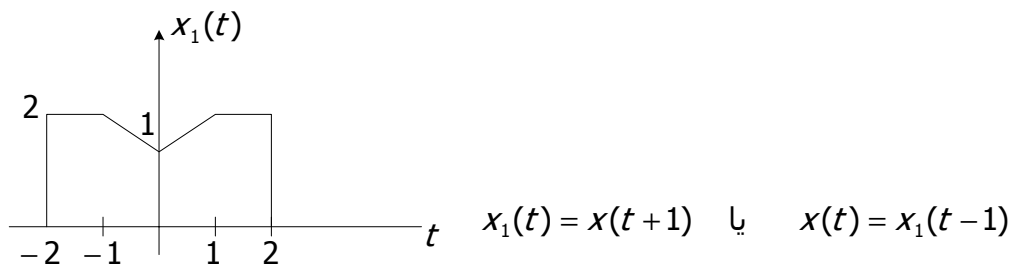 x₁(t)
2
1
−2 −1 1 2 t
x₁(t) = x(t + 1) یا x(t) = x₁(t − 1)